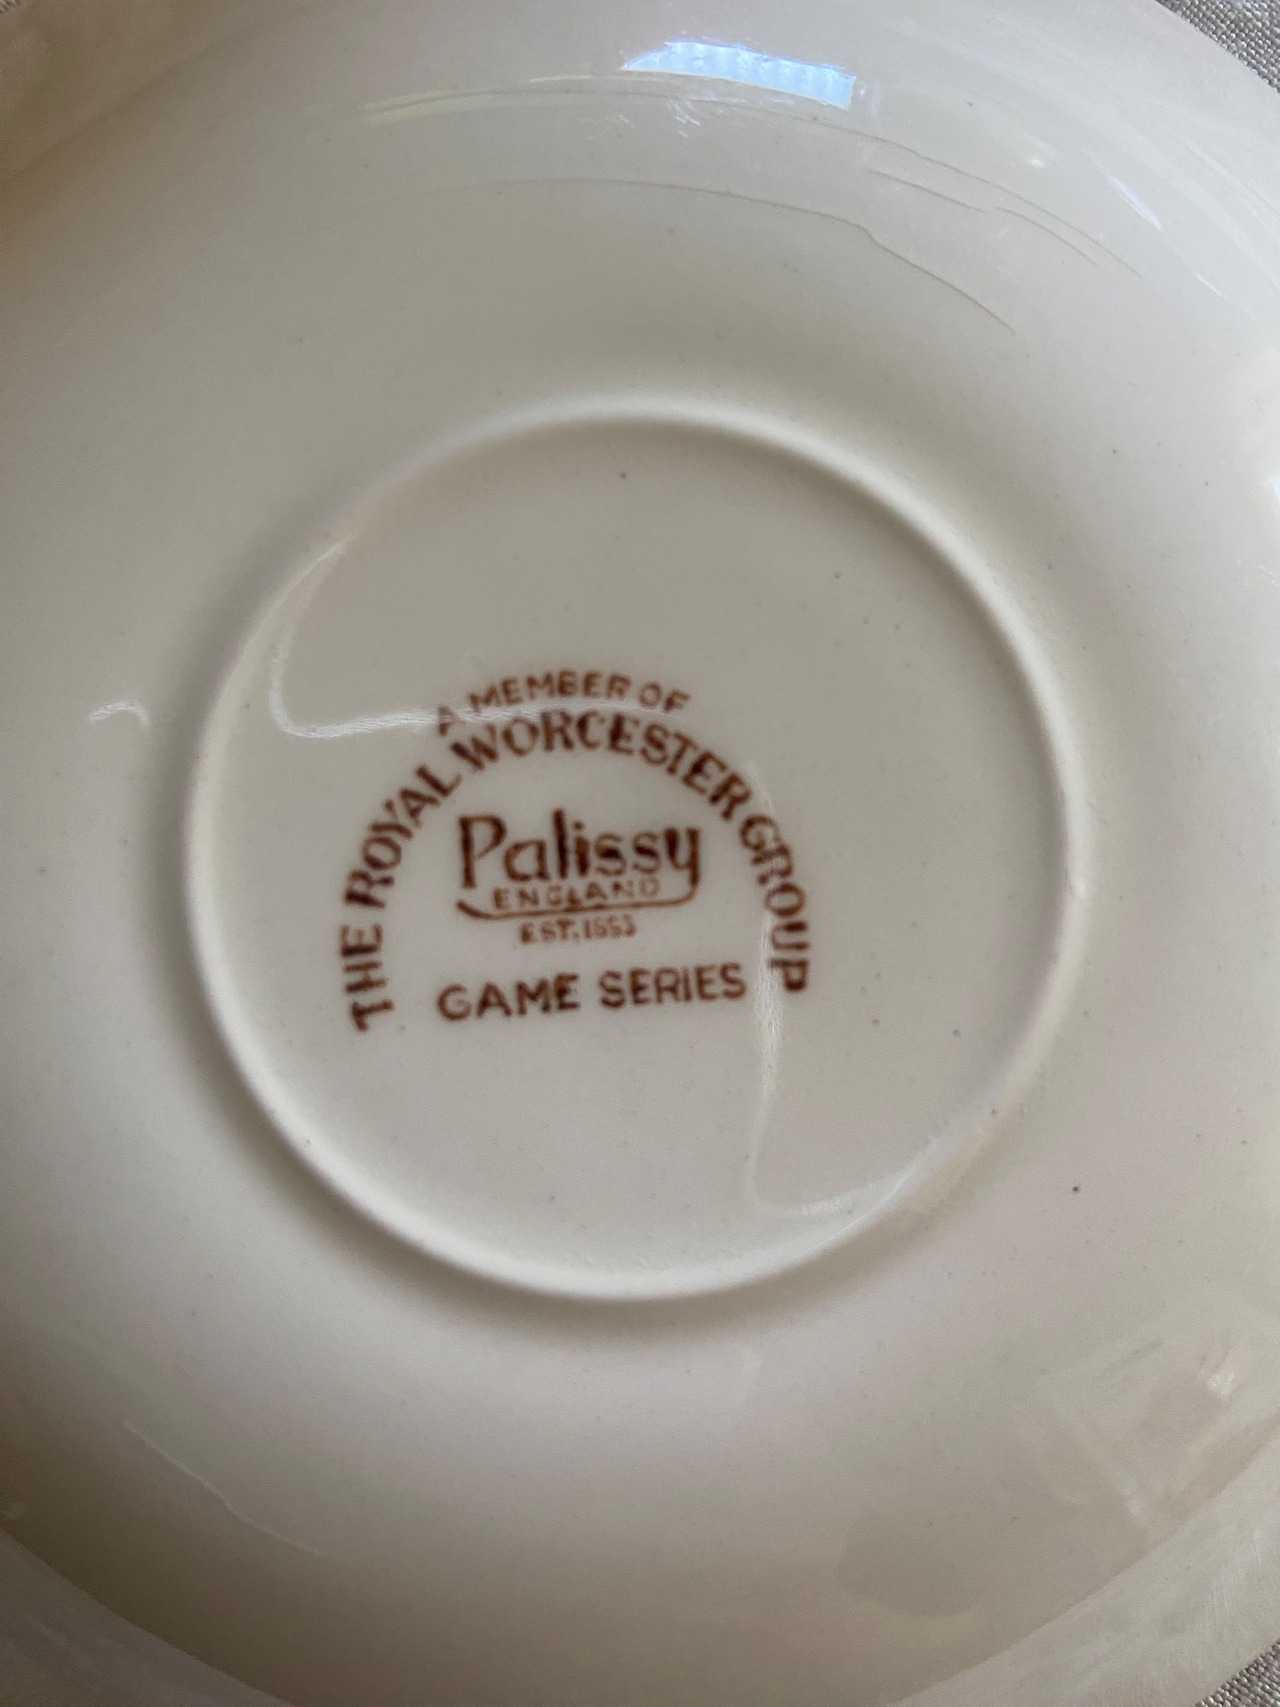 A MEMBER OF
THE ROYAL WORCESTER GROUP
Palissy
ENGLAND
EST. 1853
GAME SERIES